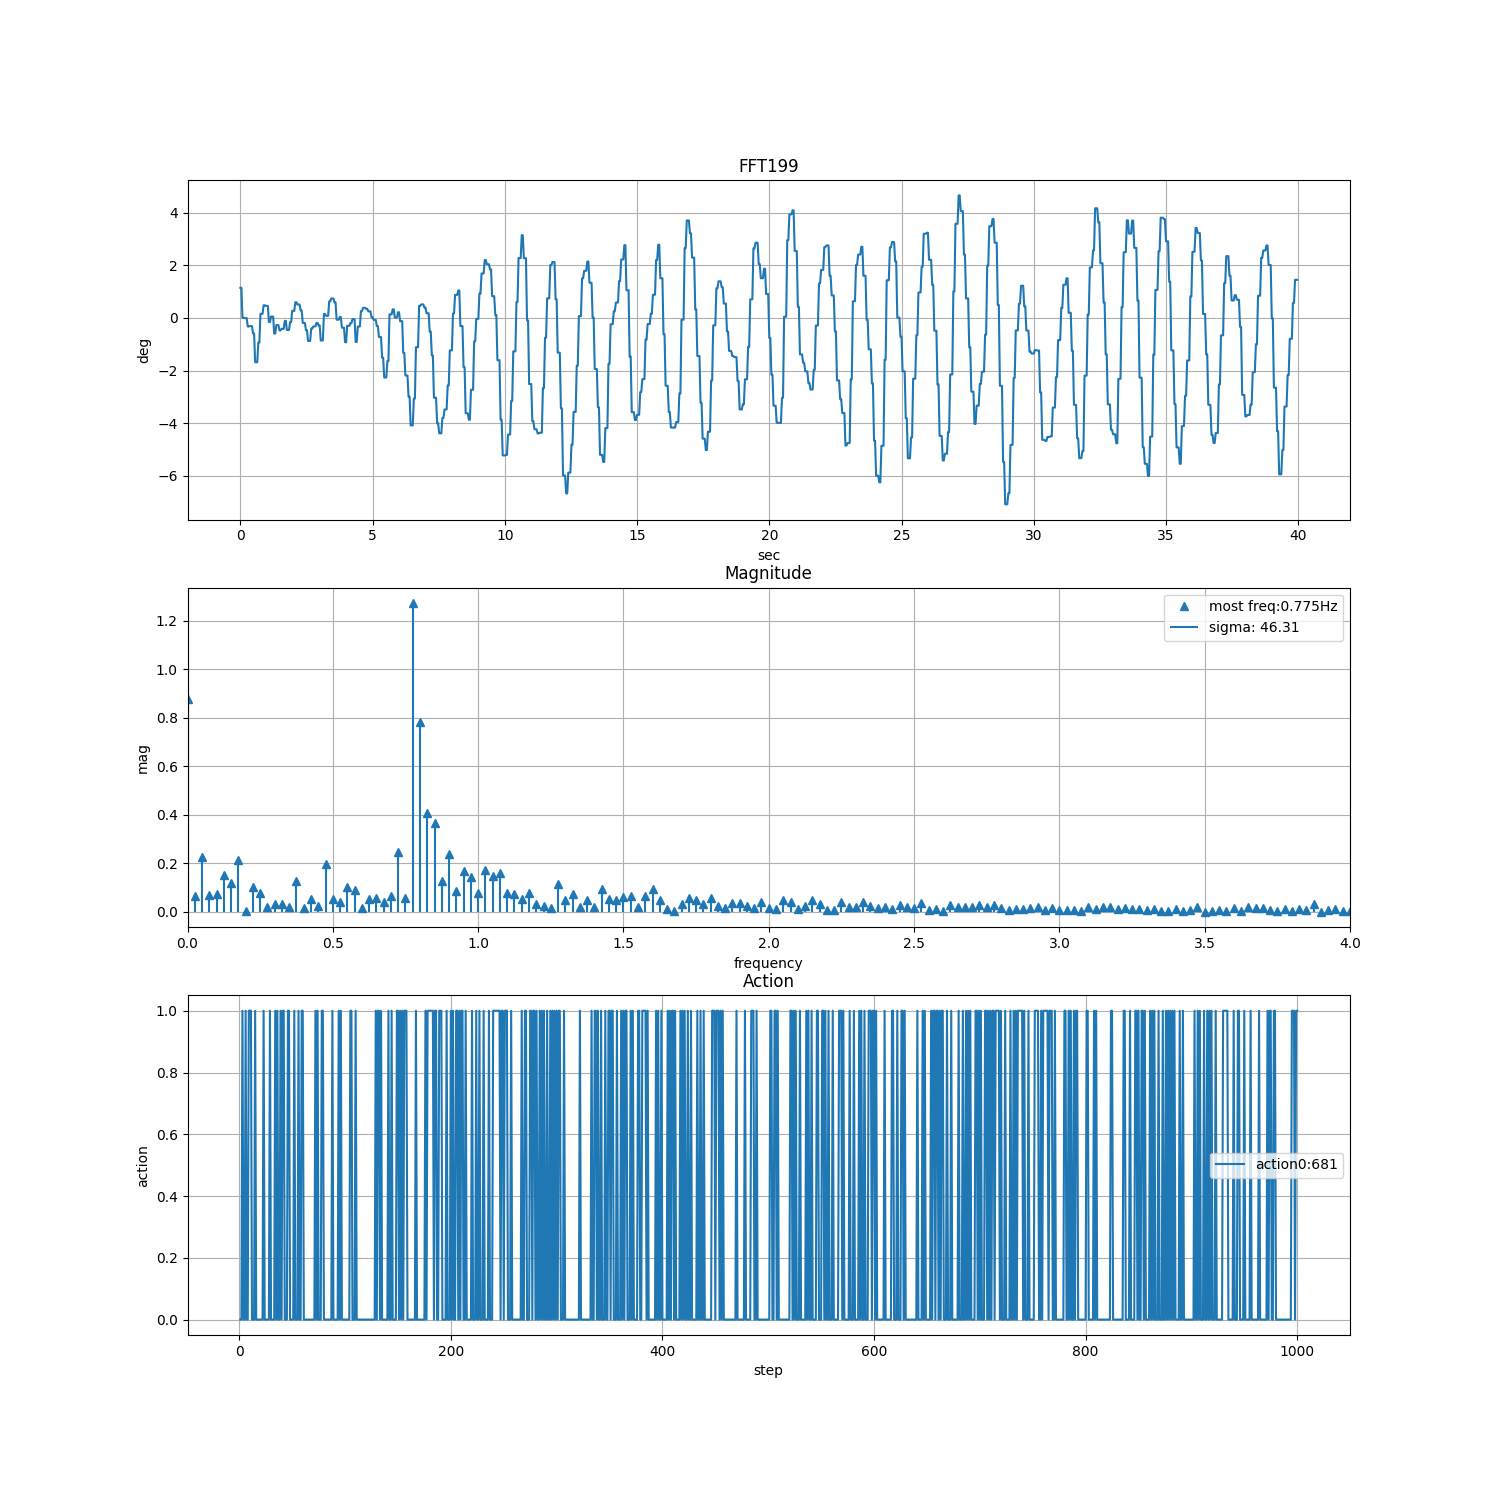 FFT199
4
2
0
−2
−4
−6
deg
0 5 10 15 20 25 30 35 40
sec
Magnitude
1.2
1.0
0.8
0.6
0.4
0.2
0.0
mag
most freq:0.775Hz
sigma: 46.31
0.0 0.5 1.0 1.5 2.0 2.5 3.0 3.5 4.0
frequency
Action
1.0
0.8
0.6
0.4
0.2
0.0
action
action0:681
0 200 400 600 800 1000
step